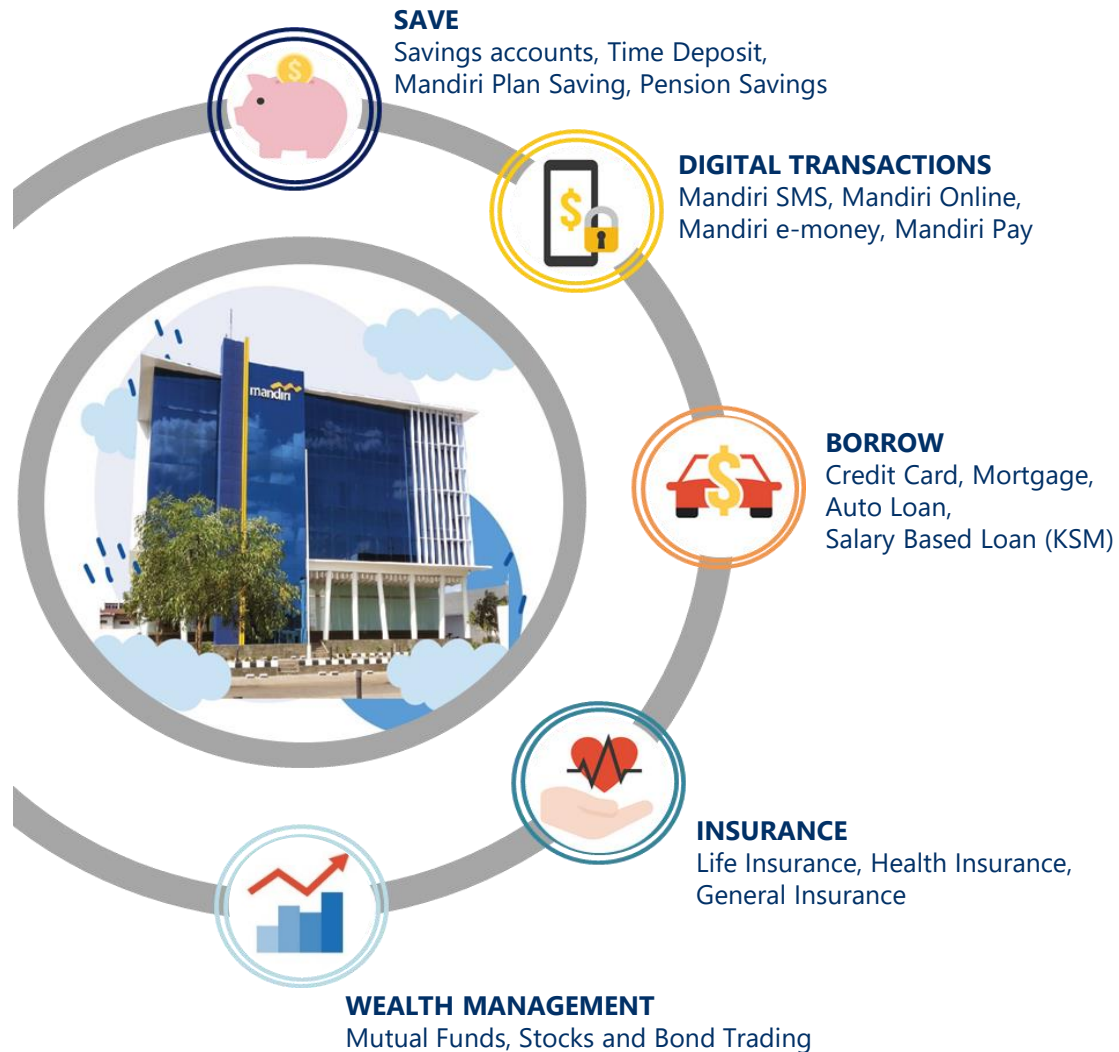 SAVE
Savings accounts, Time Deposit,
Mandiri Plan Saving, Pension Savings
DIGITAL TRANSACTIONS
Mandiri SMS, Mandiri Online,
Mandiri e-money, Mandiri Pay
mandiri
BORROW
Credit Card, Mortgage,
Auto Loan,
Salary Based Loan (KSM)
INSURANCE
Life Insurance, Health Insurance,
General Insurance
WEALTH MANAGEMENT
Mutual Funds, Stocks and Bond Trading